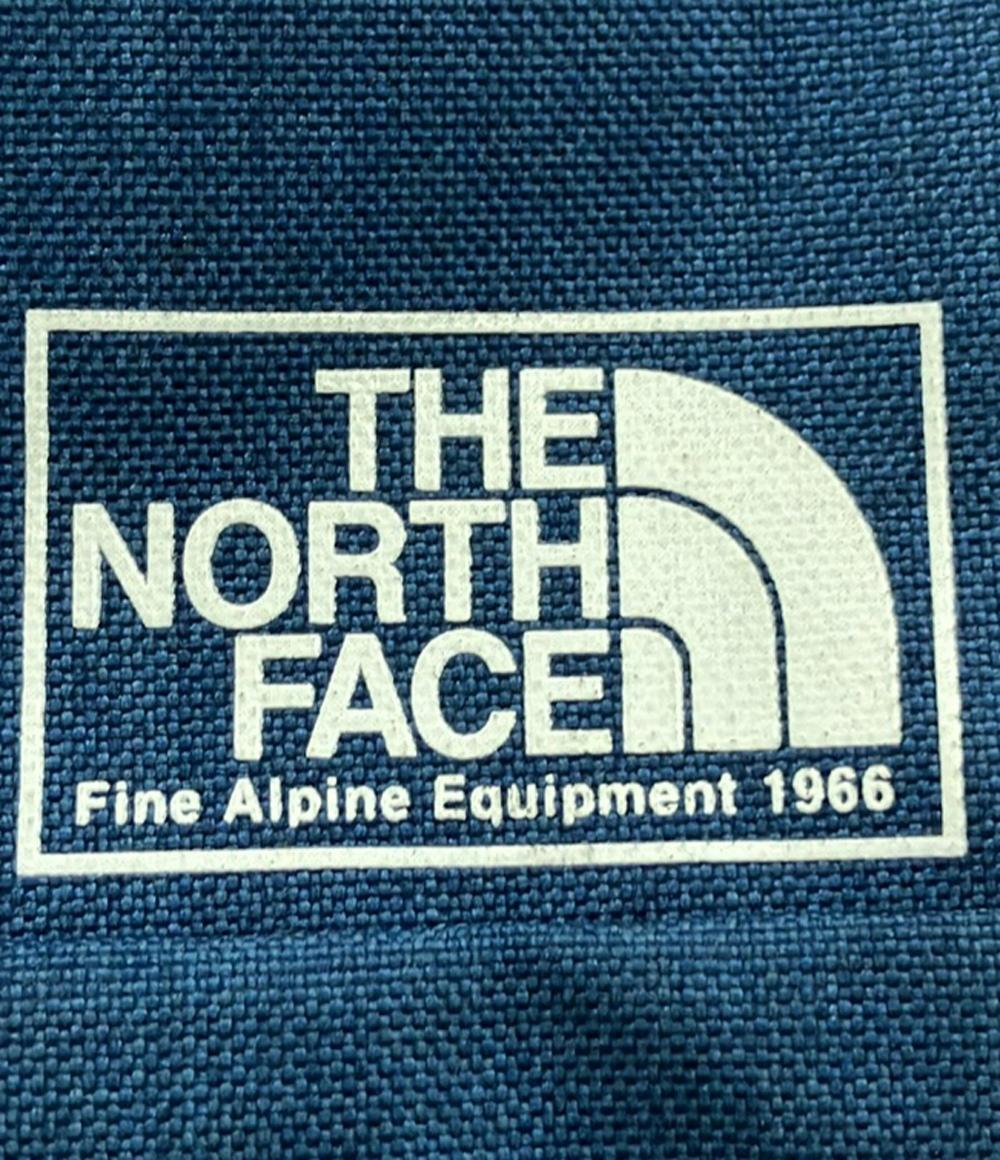 THE
NORTH
FACE
Fine Alpine Equipment 1966